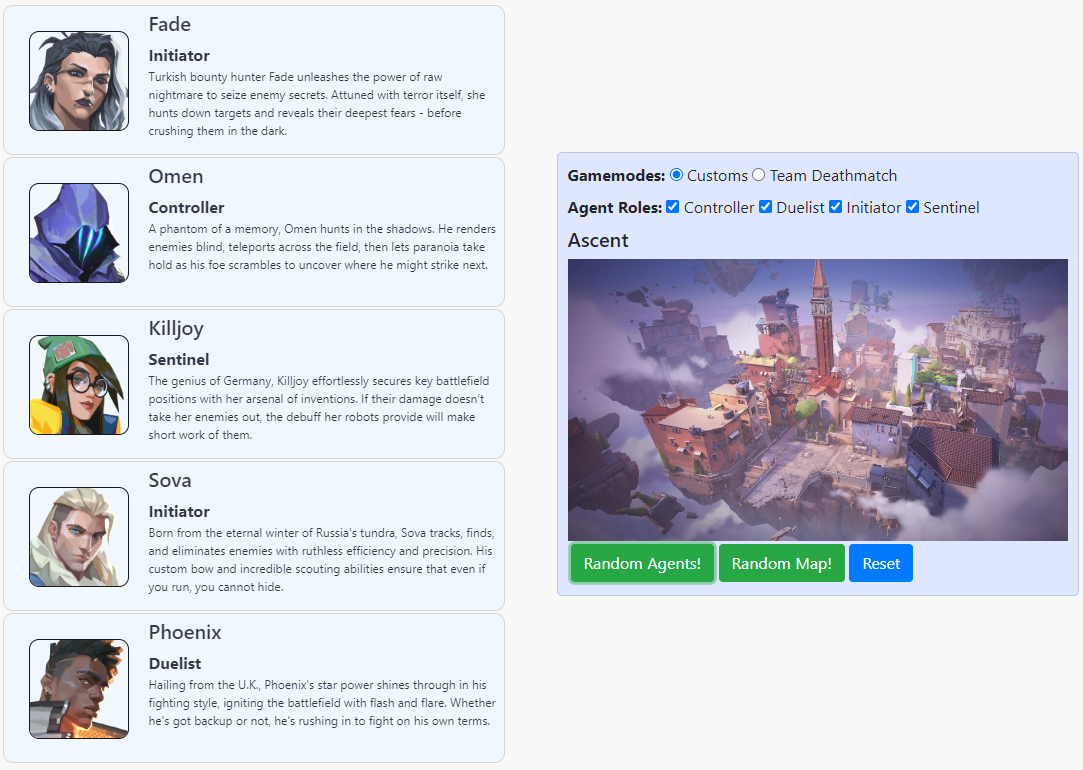 Fade
Initiator
Turkish bounty hunter Fade unleashes the power of raw
nightmare to seize enemy secrets. Attuned with terror itself, she
hunts down targets and reveals their deepest fears - before
crushing them in the dark.
Omen
Controller
A phantom of a memory, Omen hunts in the shadows. He renders
enemies blind, teleports across the field, then lets paranoia take
hold as his foe scrambles to uncover where he might strike next.
Killjoy
Sentinel
The genius of Germany, Killjoy effortlessly secures key battlefield
positions with her arsenal of inventions. If their damage doesn't
take her enemies out, the debuff her robots provide will make
short work of them.
Sova
Initiator
Born from the eternal winter of Russia's tundra, Sova tracks, finds,
and eliminates enemies with ruthless efficiency and precision. His
custom bow and incredible scouting abilities ensure that even if
you run, you cannot hide.
Phoenix
Duelist
Hailing from the U.K., Phoenix's star power shines through in his
fighting style, igniting the battlefield with flash and flare. Whether
he's got backup or not, he's rushing in to fight on his own terms.
Gamemodes: Customs Team Deathmatch
Agent Roles: Controller Duelist Initiator Sentinel
Ascent
Random Agents! Random Map! Reset